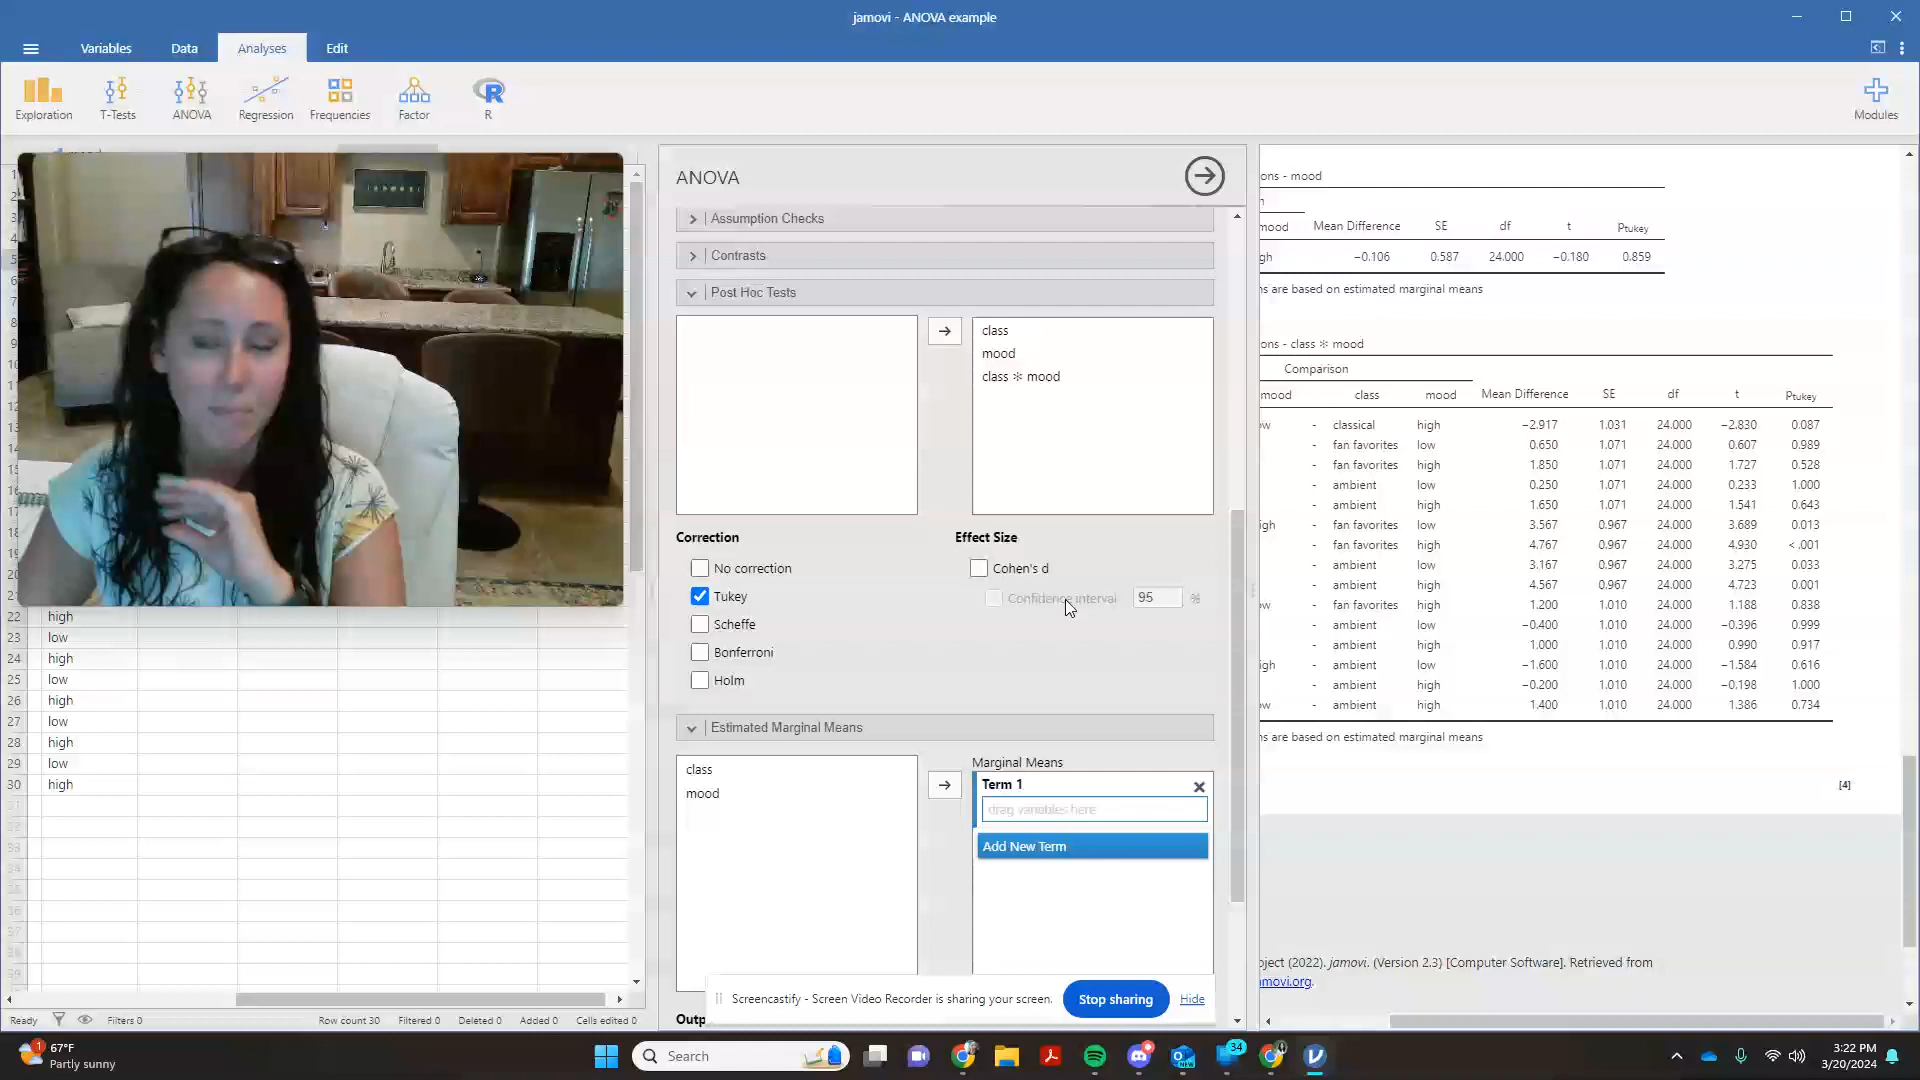 jamovi - ANOVA example
Variables Data Analyses Edit
Exploration T-Tests ANOVA Regression Frequencies Factor R Modules
ANOVA
Assumption Checks
Contrasts
Post Hoc Tests
class
mood
class ✻ mood
Correction
No correction
Tukey
Scheffe
Bonferroni
Holm
Effect Size
Cohen's d
Confidence interval 95 %
Estimated Marginal Means
class
mood
Marginal Means
Term 1
drag variables here
Add New Term
Screencastify - Screen Video Recorder is sharing your screen. Stop sharing Hide
ons - mood
mood Mean Difference SE df t Ptukey
gh −0.106 0.587 24.000 −0.180 0.859
are based on estimated marginal means
ons - class ✻ mood
Comparison
mood class mood Mean Difference SE df t Ptukey
ow - classical high −2.917 1.031 24.000 −2.830 0.087
- fan favorites low 0.650 1.071 24.000 0.607 0.989
- fan favorites high 1.850 1.071 24.000 1.727 0.528
- ambient low 0.250 1.071 24.000 0.233 1.000
- ambient high 1.650 1.071 24.000 1.541 0.643
igh - fan favorites low 3.567 0.967 24.000 3.689 0.013
- fan favorites high 4.767 0.967 24.000 4.930 < .001
- ambient low 3.167 0.967 24.000 3.275 0.033
- ambient high 4.567 0.967 24.000 4.723 0.001
ow - fan favorites high 1.200 1.010 24.000 1.188 0.838
- ambient low −0.400 1.010 24.000 −0.396 0.999
- ambient high 1.000 1.010 24.000 0.990 0.917
igh - ambient low −1.600 1.010 24.000 −1.584 0.616
- ambient high −0.200 1.010 24.000 −0.198 1.000
ow - ambient high 1.400 1.010 24.000 1.386 0.734
are based on estimated marginal means
[4]
oject (2022). jamovi. (Version 2.3) [Computer Software]. Retrieved from
amovi.org.
22 high
23 low
24 high
25 low
26 high
27 low
28 high
29 low
30 high
Ready Filters 0 Row count 30 Filtered 0 Deleted 0 Added 0 Cells edited 0
Outp
1
67°F
Partly sunny
Search
34
3:22 PM
3/20/2024